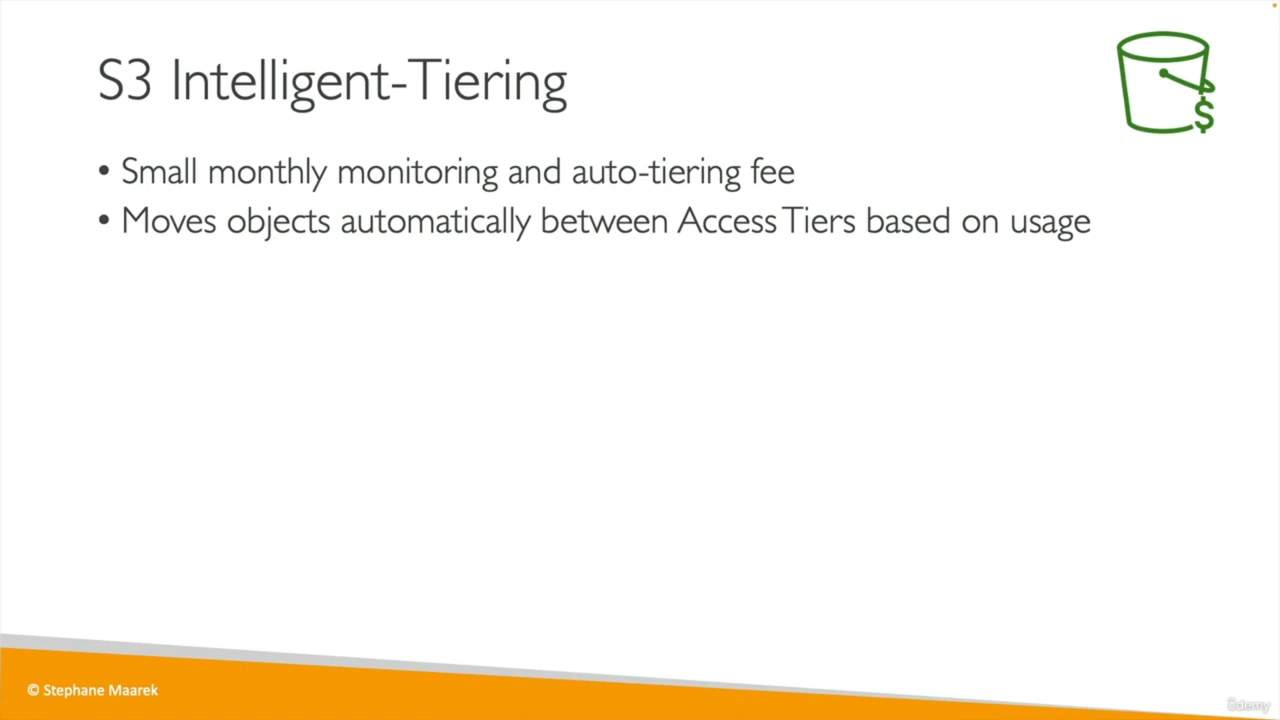 S3 Intelligent-Tiering
$
• Small monthly monitoring and auto-tiering fee
• Moves objects automatically between Access Tiers based on usage
© Stephane Maarek
Udemy